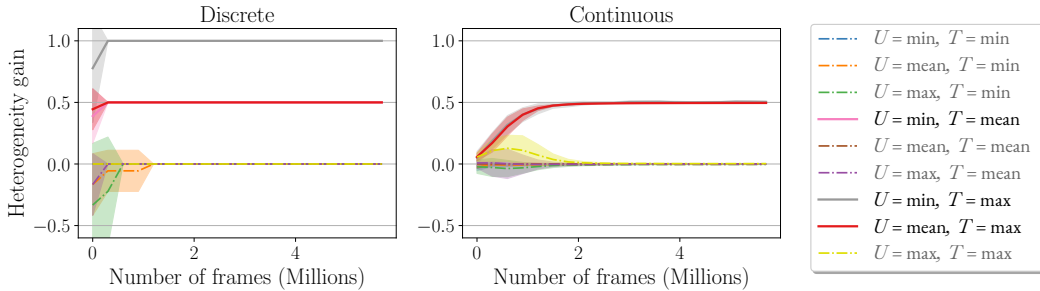 Discrete
Continuous
Heterogeneity gain
1.0
0.5
0.0
−0.5
0
2
4
Number of frames (Millions)
1.0
0.5
0.0
−0.5
0
2
4
Number of frames (Millions)
U = min, T = min
U = mean, T = min
U = max, T = min
U = min, T = mean
U = mean, T = mean
U = max, T = mean
U = min, T = max
U = mean, T = max
U = max, T = max